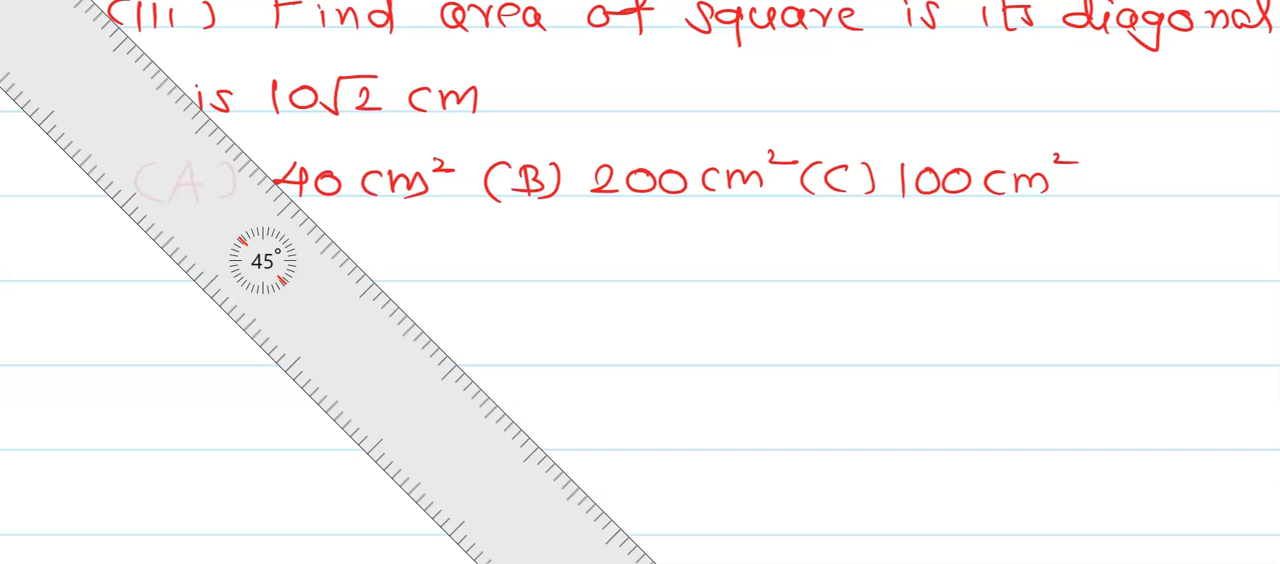 (III) Find area of square is its diagonal
is 10√2 cm
(A) 40 cm² (B) 200 cm² (C) 100 cm²
45°